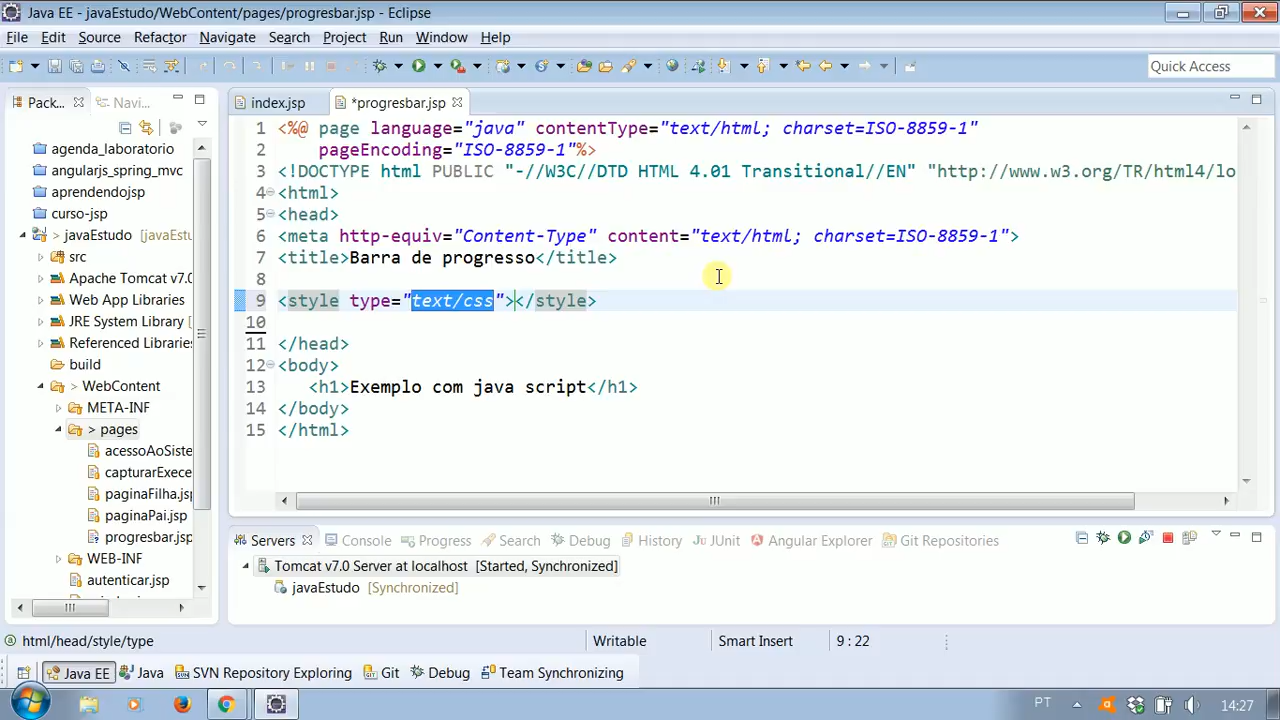 Java EE - javaEstudo/WebContent/pages/progresbar.jsp - Eclipse
File Edit Source Refactor Navigate Search Project Run Window Help
Quick Access
Pack... Navi...
index.jsp *progresbar.jsp
agenda_laboratorio
angularjs_spring_mvc
aprendendojsp
curso-jsp
> javaEstudo [javaEstu
src
Apache Tomcat v7.0
Web App Libraries
JRE System Library
Referenced Libraries
build
> WebContent
META-INF
> pages
acessoAoSiste
capturarExece
paginaFilha.jsp
paginaPai.jsp
progresbar.jsp
WEB-INF
autenticar.jsp
1 <%@ page language="java" contentType="text/html; charset=ISO-8859-1"
2 pageEncoding="ISO-8859-1"%>
3 <!DOCTYPE html PUBLIC "-//W3C//DTD HTML 4.01 Transitional//EN" "http://www.w3.org/TR/html4/lo
4 <html>
5 <head>
6 <meta http-equiv="Content-Type" content="text/html; charset=ISO-8859-1">
7 <title>Barra de progresso</title>
8
9 <style type="text/css"></style>
10
11 </head>
12 <body>
13 <h1>Exemplo com java script</h1>
14 </body>
15 </html>
Servers Console Progress Search Debug History JUnit Angular Explorer Git Repositories
Tomcat v7.0 Server at localhost [Started, Synchronized]
javaEstudo [Synchronized]
html/head/style/type Writable Smart Insert 9 : 22
Java EE Java SVN Repository Exploring Git Debug Team Synchronizing
PT 14:27